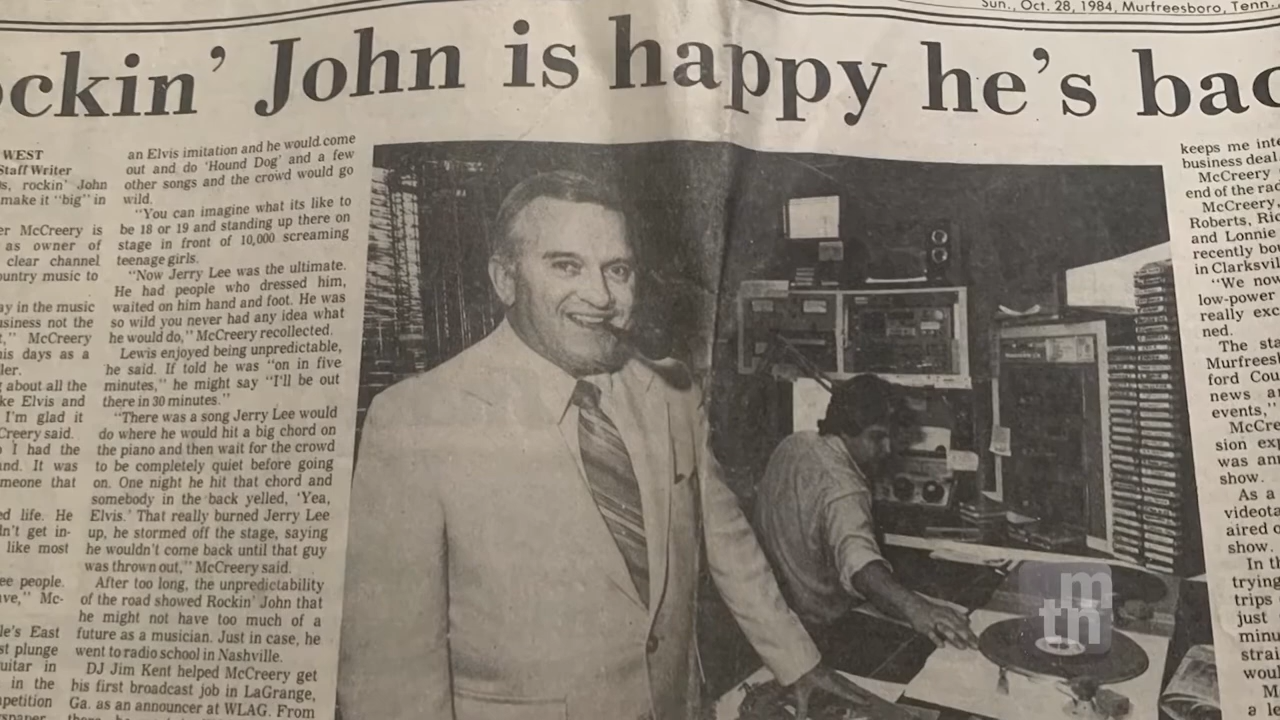 Sun., Oct. 28, 1984, Murfreesboro, Tenn.
ockin' John is happy he's bac
WEST
Staff Writer
s, rockin' John
make it "big" in
er McCreery is
as owner of
clear channel
ountry music to
ay in the music
usiness not the
t," McCreery
his days as a
ler.
g about all the
ke Elvis and
I'm glad it
Creery said.
I had the
nd. It was
meone that
ed life. He
dn't get in-
like most
ee people.
ve," Mc-
le's East
st plunge
uitar in
in the
petition
spaper
an Elvis imitation and he would come
out and do 'Hound Dog' and a few
other songs and the crowd would go
wild.
"You can imagine what its like to
be 18 or 19 and standing up there on
stage in front of 10,000 screaming
teenage girls.
"Now Jerry Lee was the ultimate.
He had people who dressed him,
waited on him hand and foot. He was
so wild you never had any idea what
he would do," McCreery recollected.
Lewis enjoyed being unpredictable,
he said. If told he was "on in five
minutes," he might say "I'll be out
there in 30 minutes."
"There was a song Jerry Lee would
do where he would hit a big chord on
the piano and then wait for the crowd
to be completely quiet before going
on. One night he hit that chord and
somebody in the back yelled, 'Yea,
Elvis.' That really burned Jerry Lee
up, he stormed off the stage, saying
he wouldn't come back until that guy
was thrown out," McCreery said.
After too long, the unpredictability
of the road showed Rockin' John that
he might not have too much of a
future as a musician. Just in case, he
went to radio school in Nashville.
DJ Jim Kent helped McCreery get
his first broadcast job in LaGrange,
Ga. as an announcer at WLAG. From
keeps me inte
business deal
McCreery
end of the rad
McCreery,
Roberts, Ric
and Lonnie
recently bou
in Clarksvil
"We now
low-power
really exc
ned.
The sta
Murfreesb
ford Cou
news a
events,"
McCre
sion exp
was ann
show.
As a
videota
aired o
show.
In th
trying
trips
just
minu
strai
woul
M
a le
mth